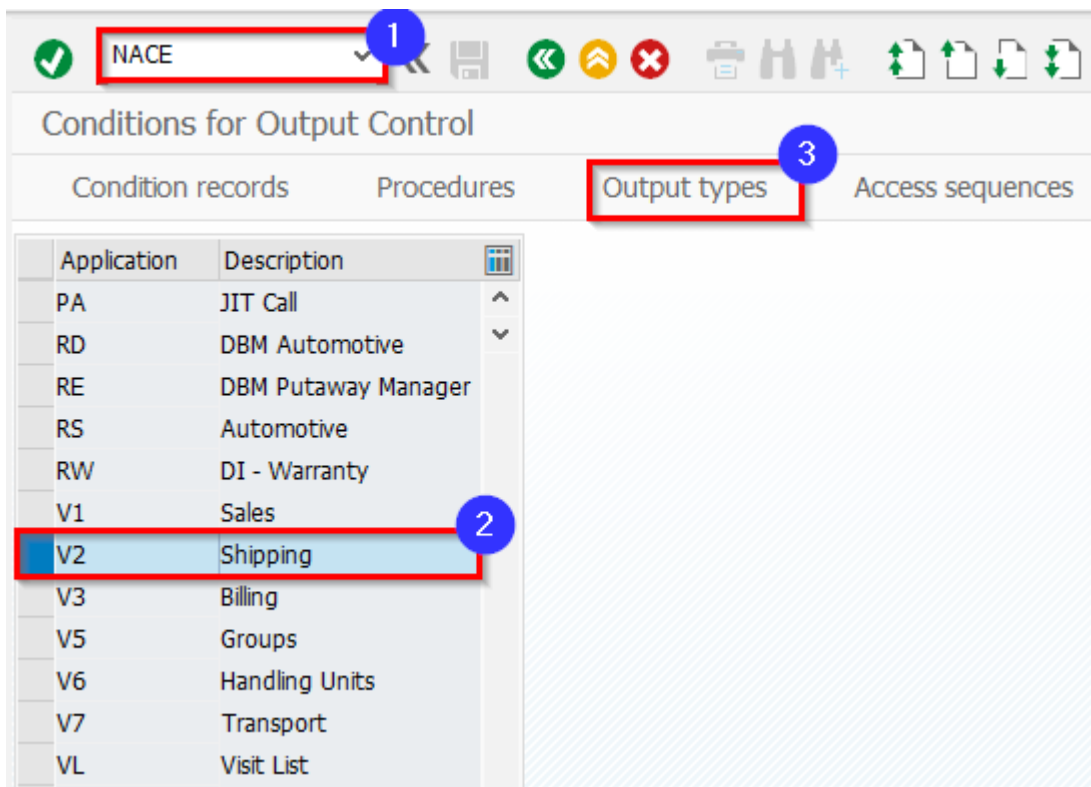 NACE
1
Conditions for Output Control
3
Condition records Procedures Output types Access sequences
Application Description
PA JIT Call
RD DBM Automotive
RE DBM Putaway Manager
RS Automotive
RW DI - Warranty
V1 Sales
2
V2 Shipping
V3 Billing
V5 Groups
V6 Handling Units
V7 Transport
VL Visit List